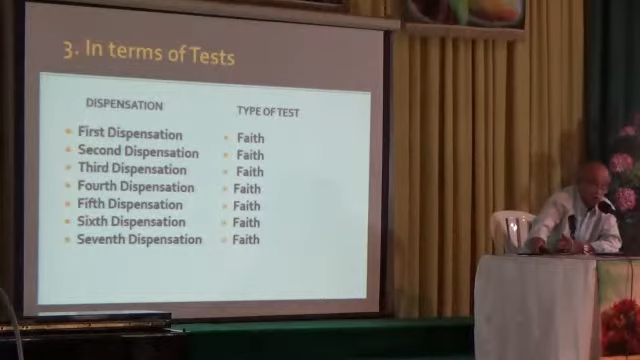 3. In terms of Tests
DISPENSATION TYPE OF TEST
First Dispensation Faith
Second Dispensation Faith
Third Dispensation Faith
Fourth Dispensation Faith
Fifth Dispensation Faith
Sixth Dispensation Faith
Seventh Dispensation Faith